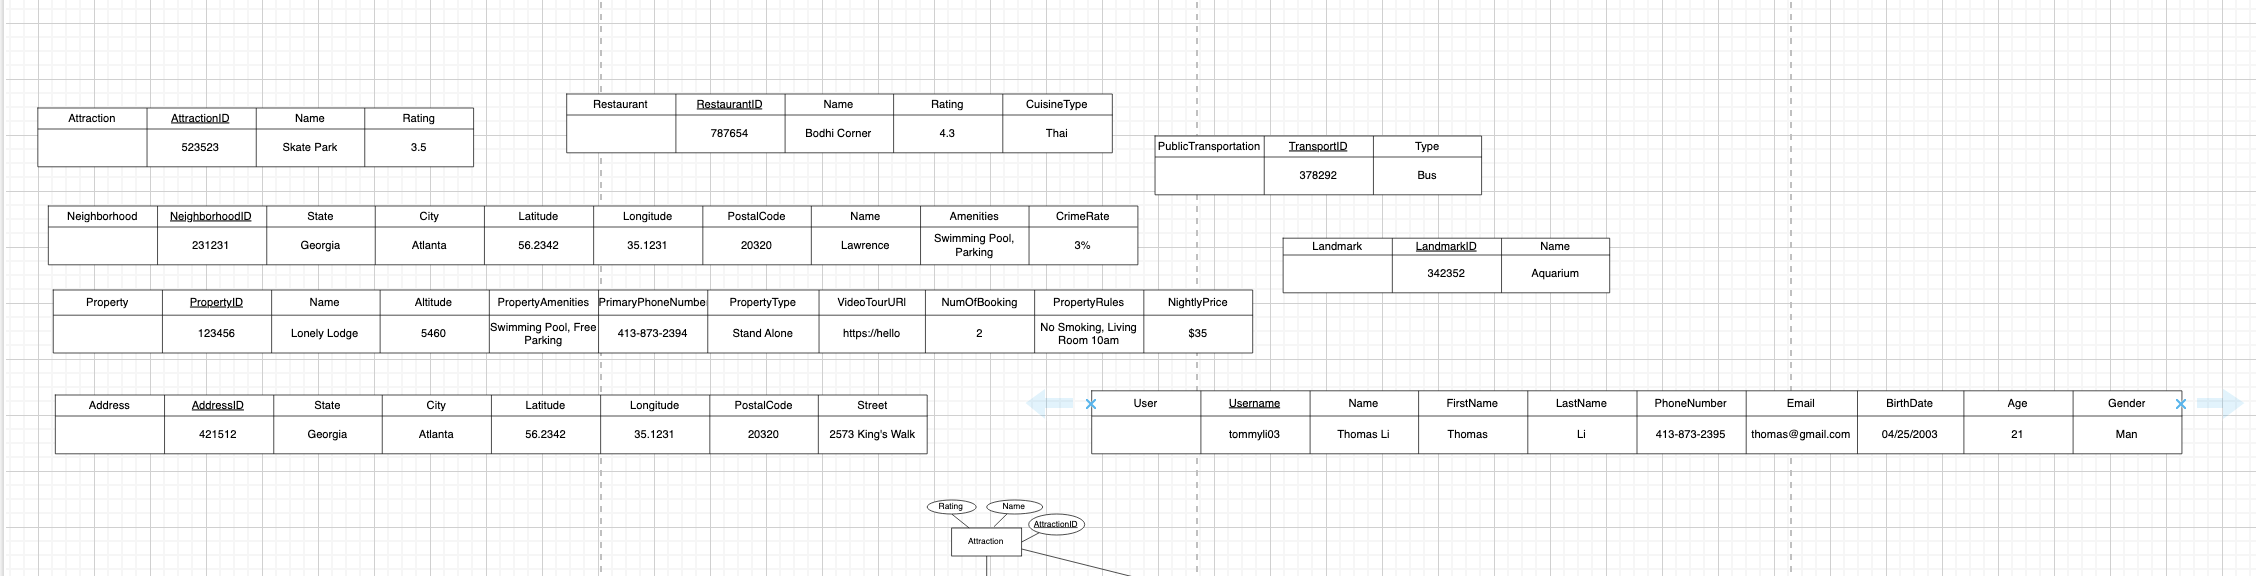 Attraction AttractionID Name Rating
523523 Skate Park 3.5
Restaurant RestaurantID Name Rating CuisineType
787654 Bodhi Corner 4.3 Thai
PublicTransportation TransportID Type
378292 Bus
Neighborhood NeighborhoodID State City Latitude Longitude PostalCode Name Amenities CrimeRate
231231 Georgia Atlanta 56.2342 35.1231 20320 Lawrence Swimming Pool, Parking 3%
Landmark LandmarkID Name
342352 Aquarium
Property PropertyID Name Altitude PropertyAmenities PrimaryPhoneNumbe PropertyType VideoTourURl NumOfBooking PropertyRules NightlyPrice
123456 Lonely Lodge 5460 Swimming Pool, Free Parking 413-873-2394 Stand Alone https://hello 2 No Smoking, Living Room 10am $35
Address AddressID State City Latitude Longitude PostalCode Street
421512 Georgia Atlanta 56.2342 35.1231 20320 2573 King's Walk
User Username Name FirstName LastName PhoneNumber Email BirthDate Age Gender
tommyli03 Thomas Li Thomas Li 413-873-2395 thomas@gmail.com 04/25/2003 21 Man
Rating Name
AttractionID
Attraction